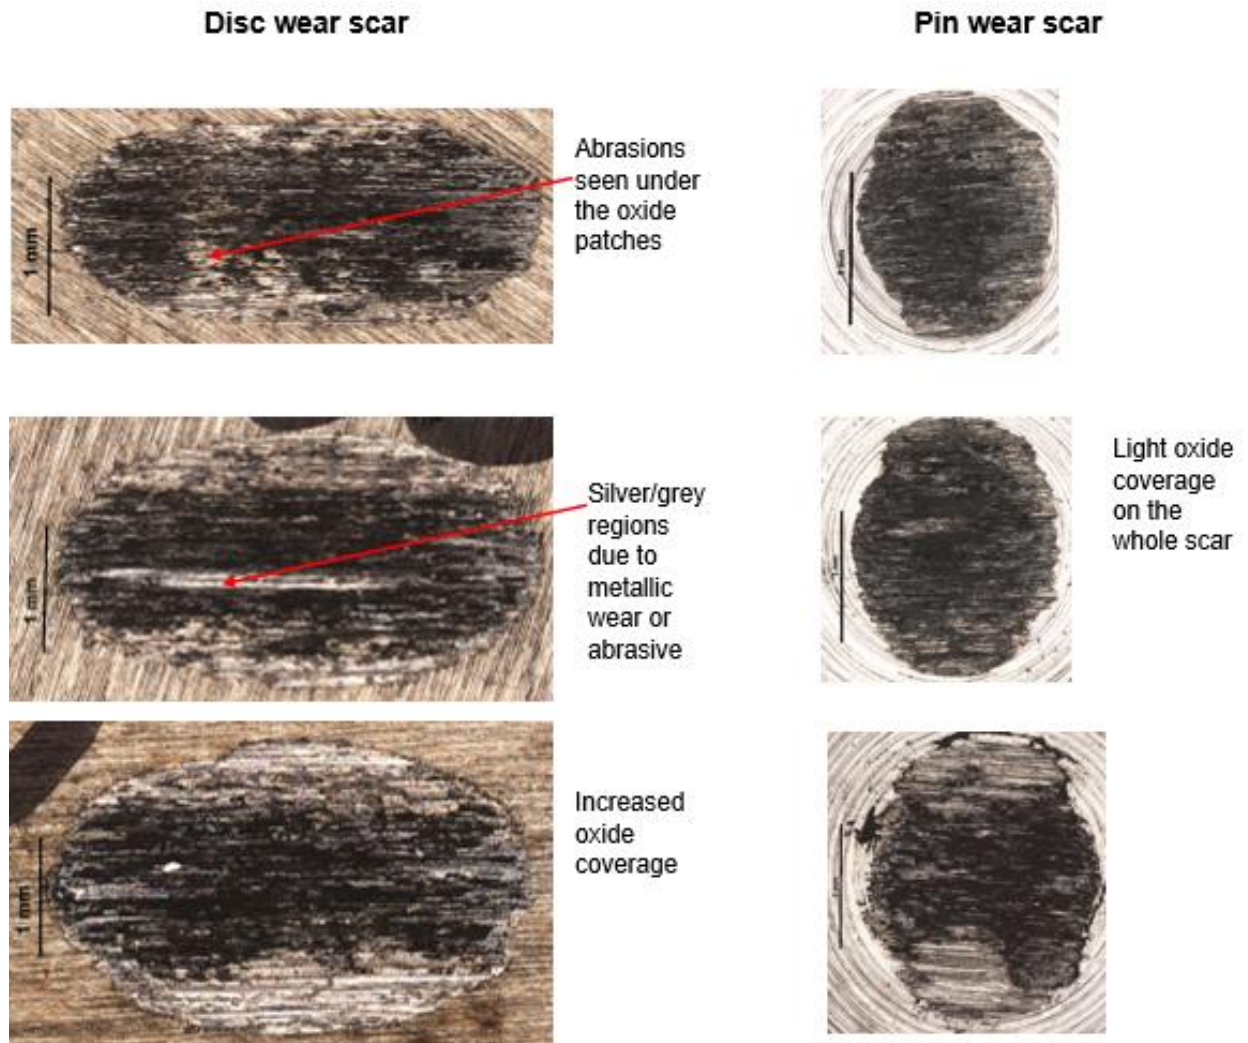 Disc wear scar
Pin wear scar
Abrasions
seen under
the oxide
patches
1 mm
Silver/grey
regions
due to
metallic
wear or
abrasive
1 mm
Light oxide
coverage
on the
whole scar
Increased
oxide
coverage
1 mm